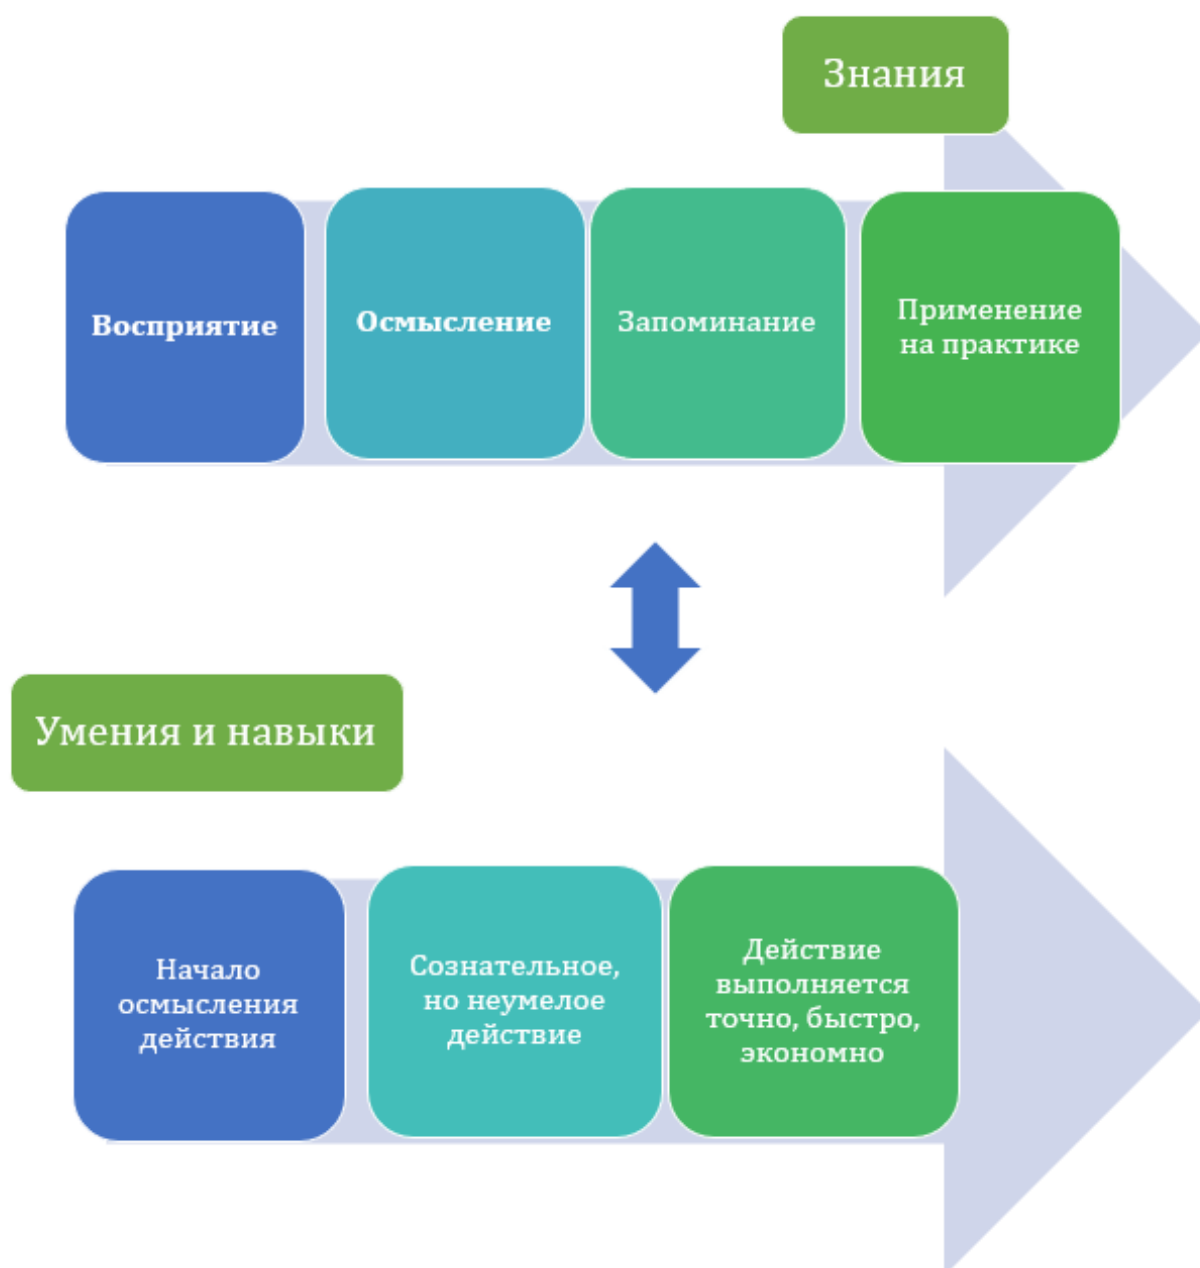 Знания
Восприятие
Осмысление
Запоминание
Применение
на практике
Умения и навыки
Начало
осмысления
действия
Сознательное,
но неумелое
действие
Действие
выполняется
точно, быстро,
экономно